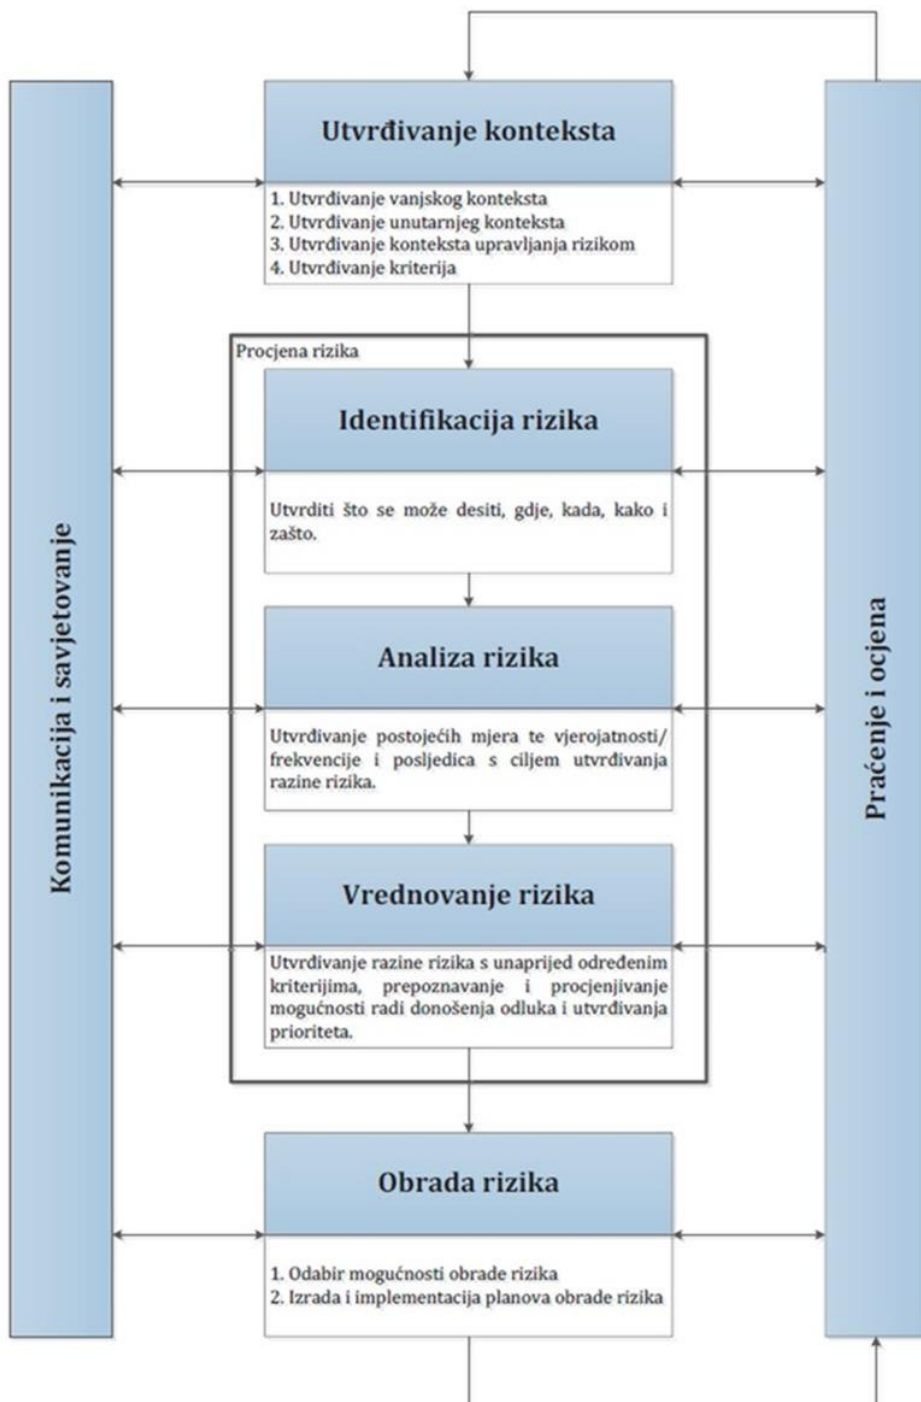 Utvrđivanje konteksta
1. Utvrđivanje vanjskog konteksta
2. Utvrđivanje unutarnjeg konteksta
3. Utvrđivanje konteksta upravljanja rizikom
4. Utvrđivanje kriterija
Procjena rizika
Identifikacija rizika
Utvrditi što se može desiti, gdje, kada, kako i
zašto.
Analiza rizika
Utvrđivanje postojećih mjera te vjerojatnosti/
frekvencije i posljedica s ciljem utvrđivanja
razine rizika.
Vrednovanje rizika
Utvrđivanje razine rizika s unaprijed određenim
kriterijima, prepoznavanje i procjenjivanje
mogućnosti radi donošenja odluka i utvrđivanja
prioriteta.
Obrada rizika
1. Odabir mogućnosti obrade rizika
2. Izrada i implementacija planova obrade rizika
Komunikacija i savjetovanje
Praćenje i ocjena